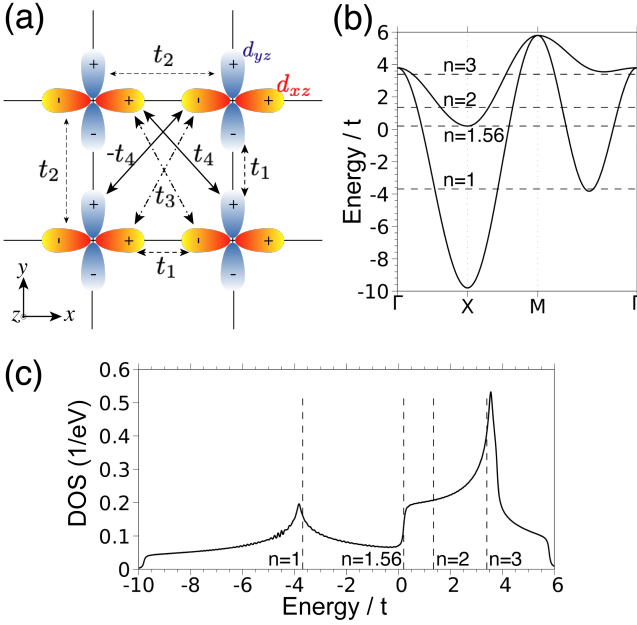 (a)
t₂
d_yz
d_xz
+ + 
- + - +
- -
t₂
-t₄
t₄
t₁
t₃
+ +
- + - +
- -
t₁
y
z x
(b)
Energy / t
6
4
2
0
-2
-4
-6
-8
-10
n=3
n=2
n=1.56
n=1
Γ X M Γ
(c)
DOS (1/eV)
0.6
0.5
0.4
0.3
0.2
0.1
0
n=1 n=1.56 n=2 n=3
-10 -8 -6 -4 -2 0 2 4 6
Energy / t